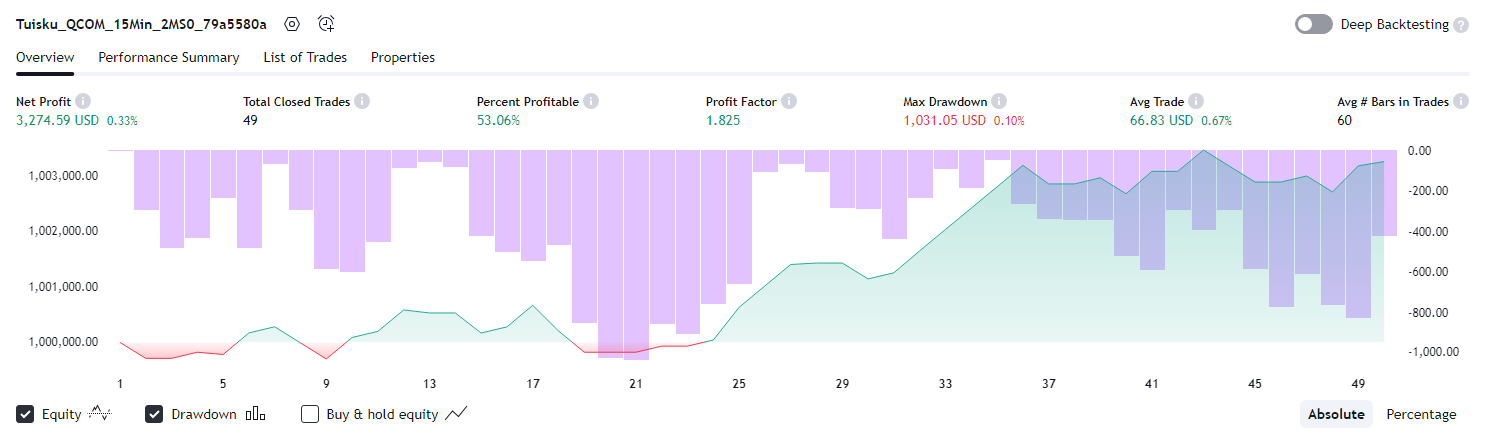 Tuisku_QCOM_15Min_2MS0_79a5580a
Deep Backtesting ?
Overview Performance Summary List of Trades Properties
Net Profit i Total Closed Trades i Percent Profitable i Profit Factor i Max Drawdown i Avg Trade i Avg # Bars in Trades i
3,274.59 USD 0.33% 49 53.06% 1.825 1,031.05 USD 0.10% 66.83 USD 0.67% 60
0.00
1,003,000.00
-200.00
1,002,000.00 -400.00
-600.00
1,001,000.00
-800.00
1,000,000.00
-1,000.00
1 5 9 13 17 21 25 29 33 37 41 45 49
Equity Drawdown Buy & hold equity Absolute Percentage